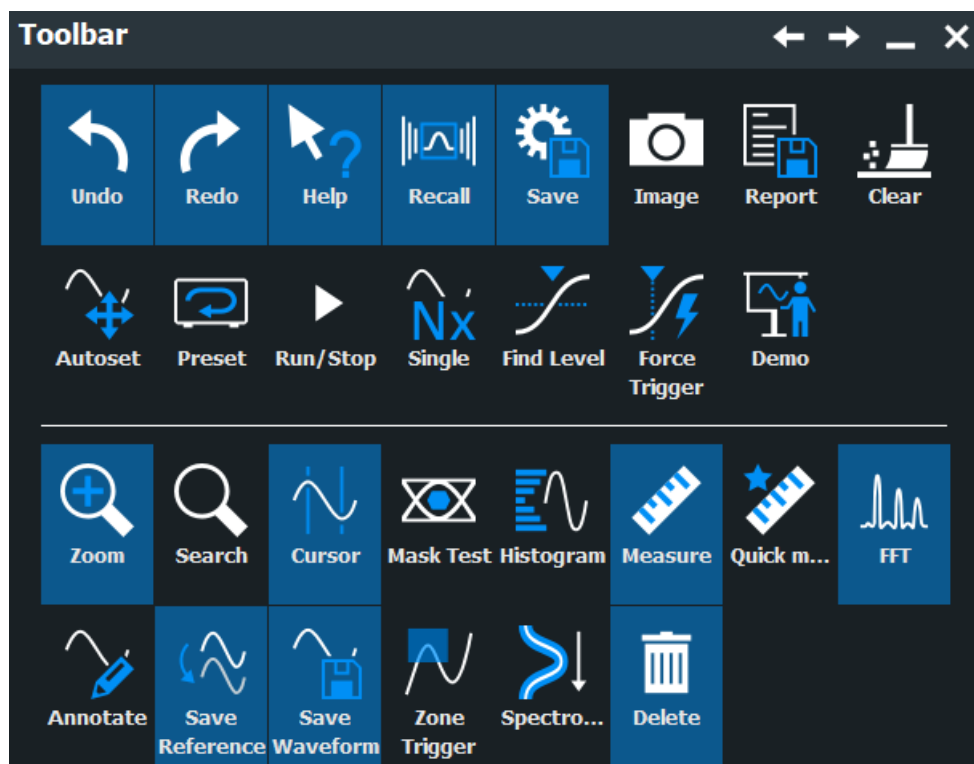 Toolbar
Undo Redo Help Recall Save Image Report Clear
Autoset Preset Run/Stop Nx Single Find Level Force Trigger Demo
Zoom Search Cursor Mask Test Histogram Measure Quick m... FFT
Annotate Save Reference Save Waveform Zone Trigger Spectro... Delete